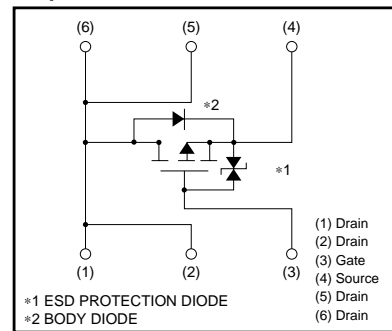 (6) (5) (4)
∗2
∗1
(1) (2) (3)
(1) Drain
(2) Drain
(3) Gate
(4) Source
(5) Drain
(6) Drain
∗1 ESD PROTECTION DIODE
∗2 BODY DIODE